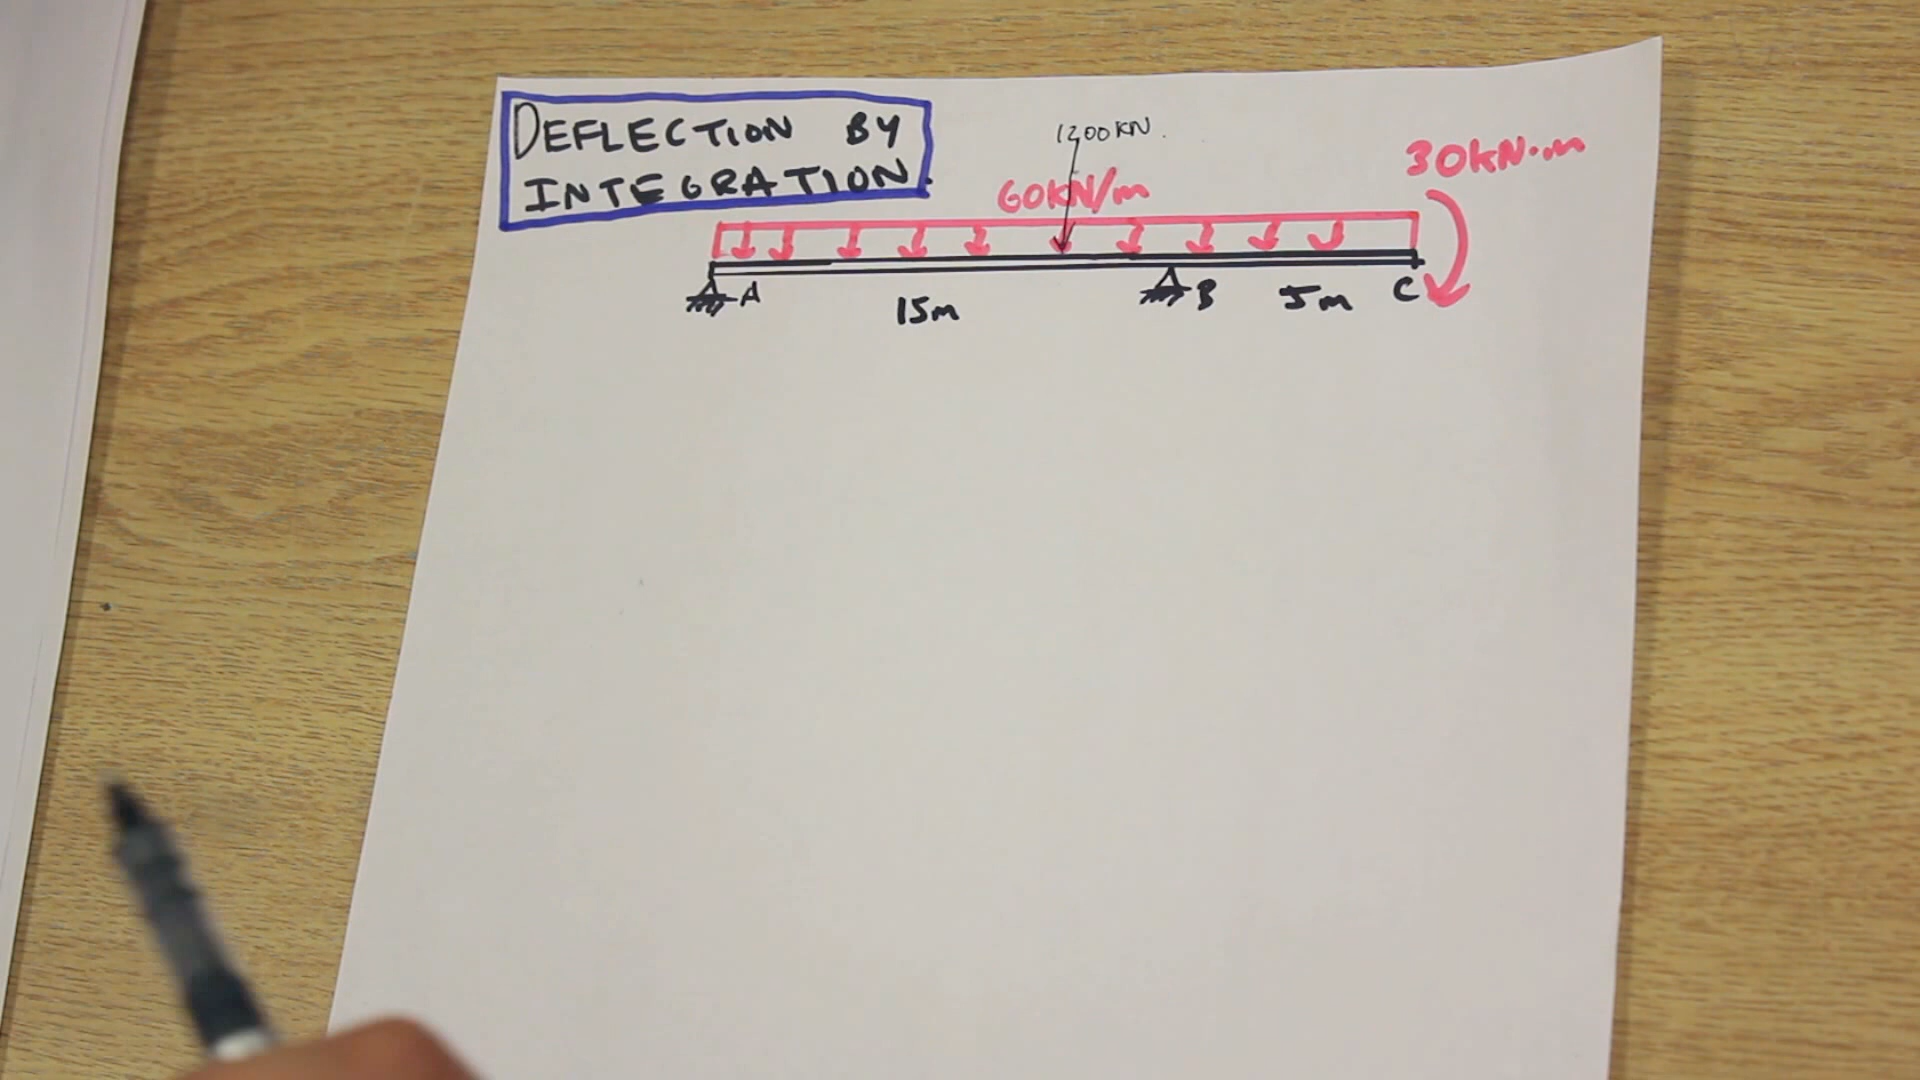 DEFLECTION BY
INTEGRATION.
1200KN.
60KN/m
30KN·m
A
15m
B
5m
C